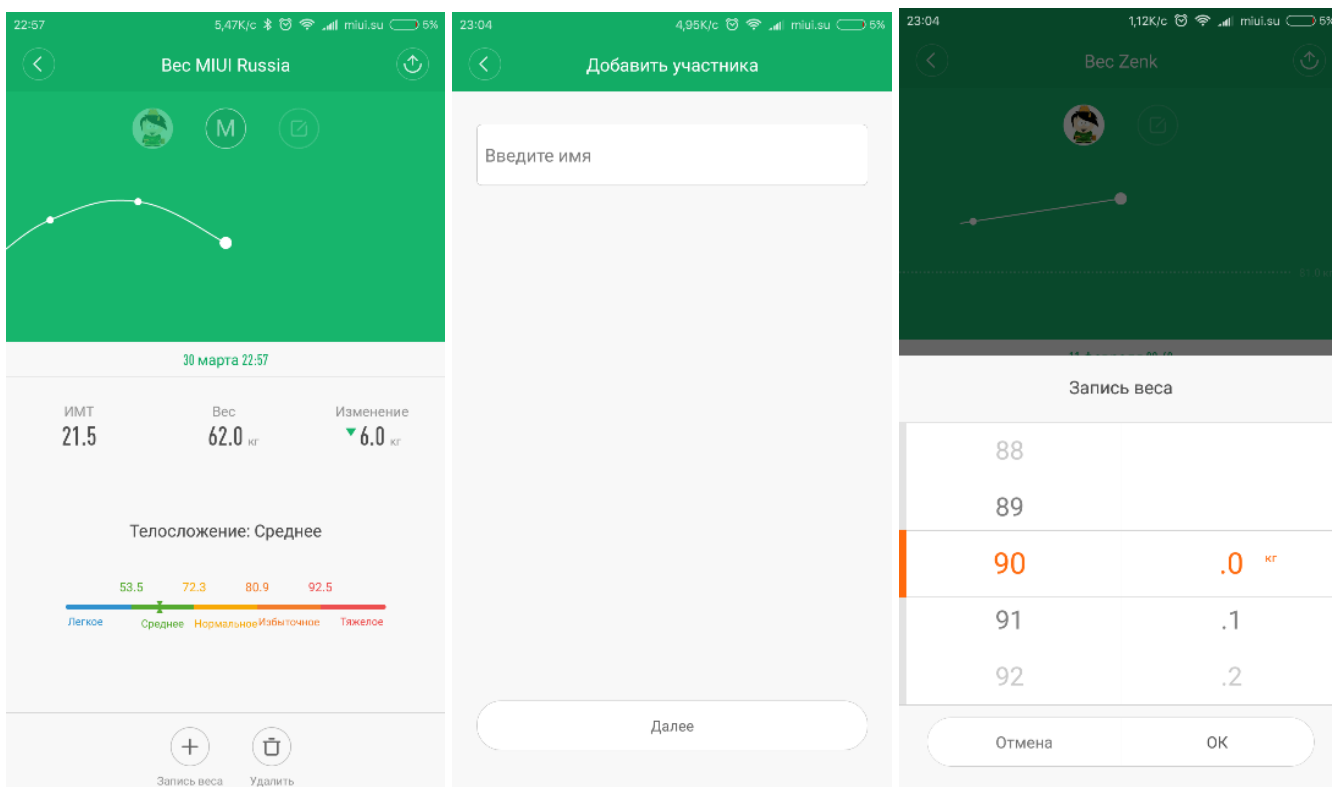 22:57 5,47K/c miui.su 5%
Вес MIUI Russia
M
30 марта 22:57
ИМТ Вес Изменение
21.5 62.0 кг 6.0 кг
Телосложение: Среднее
53.5 72.3 80.9 92.5
Легкое Среднее Нормальное Избыточное Тяжелое
Запись веса Удалить
23:04 4,95K/c miui.su 5%
Добавить участника
Введите имя
Далее
23:04 1,12K/c miui.su 5%
Вес Zenk
Запись веса
88
89
90 .0 кг
91 .1
92 .2
Отмена ОК